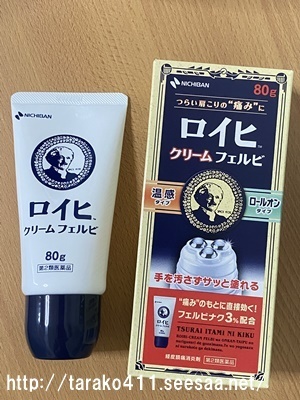 NICHIBAN
ロイヒ™
クリーム フェルビ
80g
第2類医薬品
NICHIBAN
80g
つらい肩こりの“痛み”に
ロイヒ™
クリーム フェルビ
温感
タイプ
ロールオン
タイプ
手を汚さずサッと塗れる
“痛み”のもとに直接効く!
フェルビナク3%配合
TSURAI ITAMI NI KIKU
経皮鎮痛消炎剤
第2類医薬品
http://tarako411.seesaa.net/